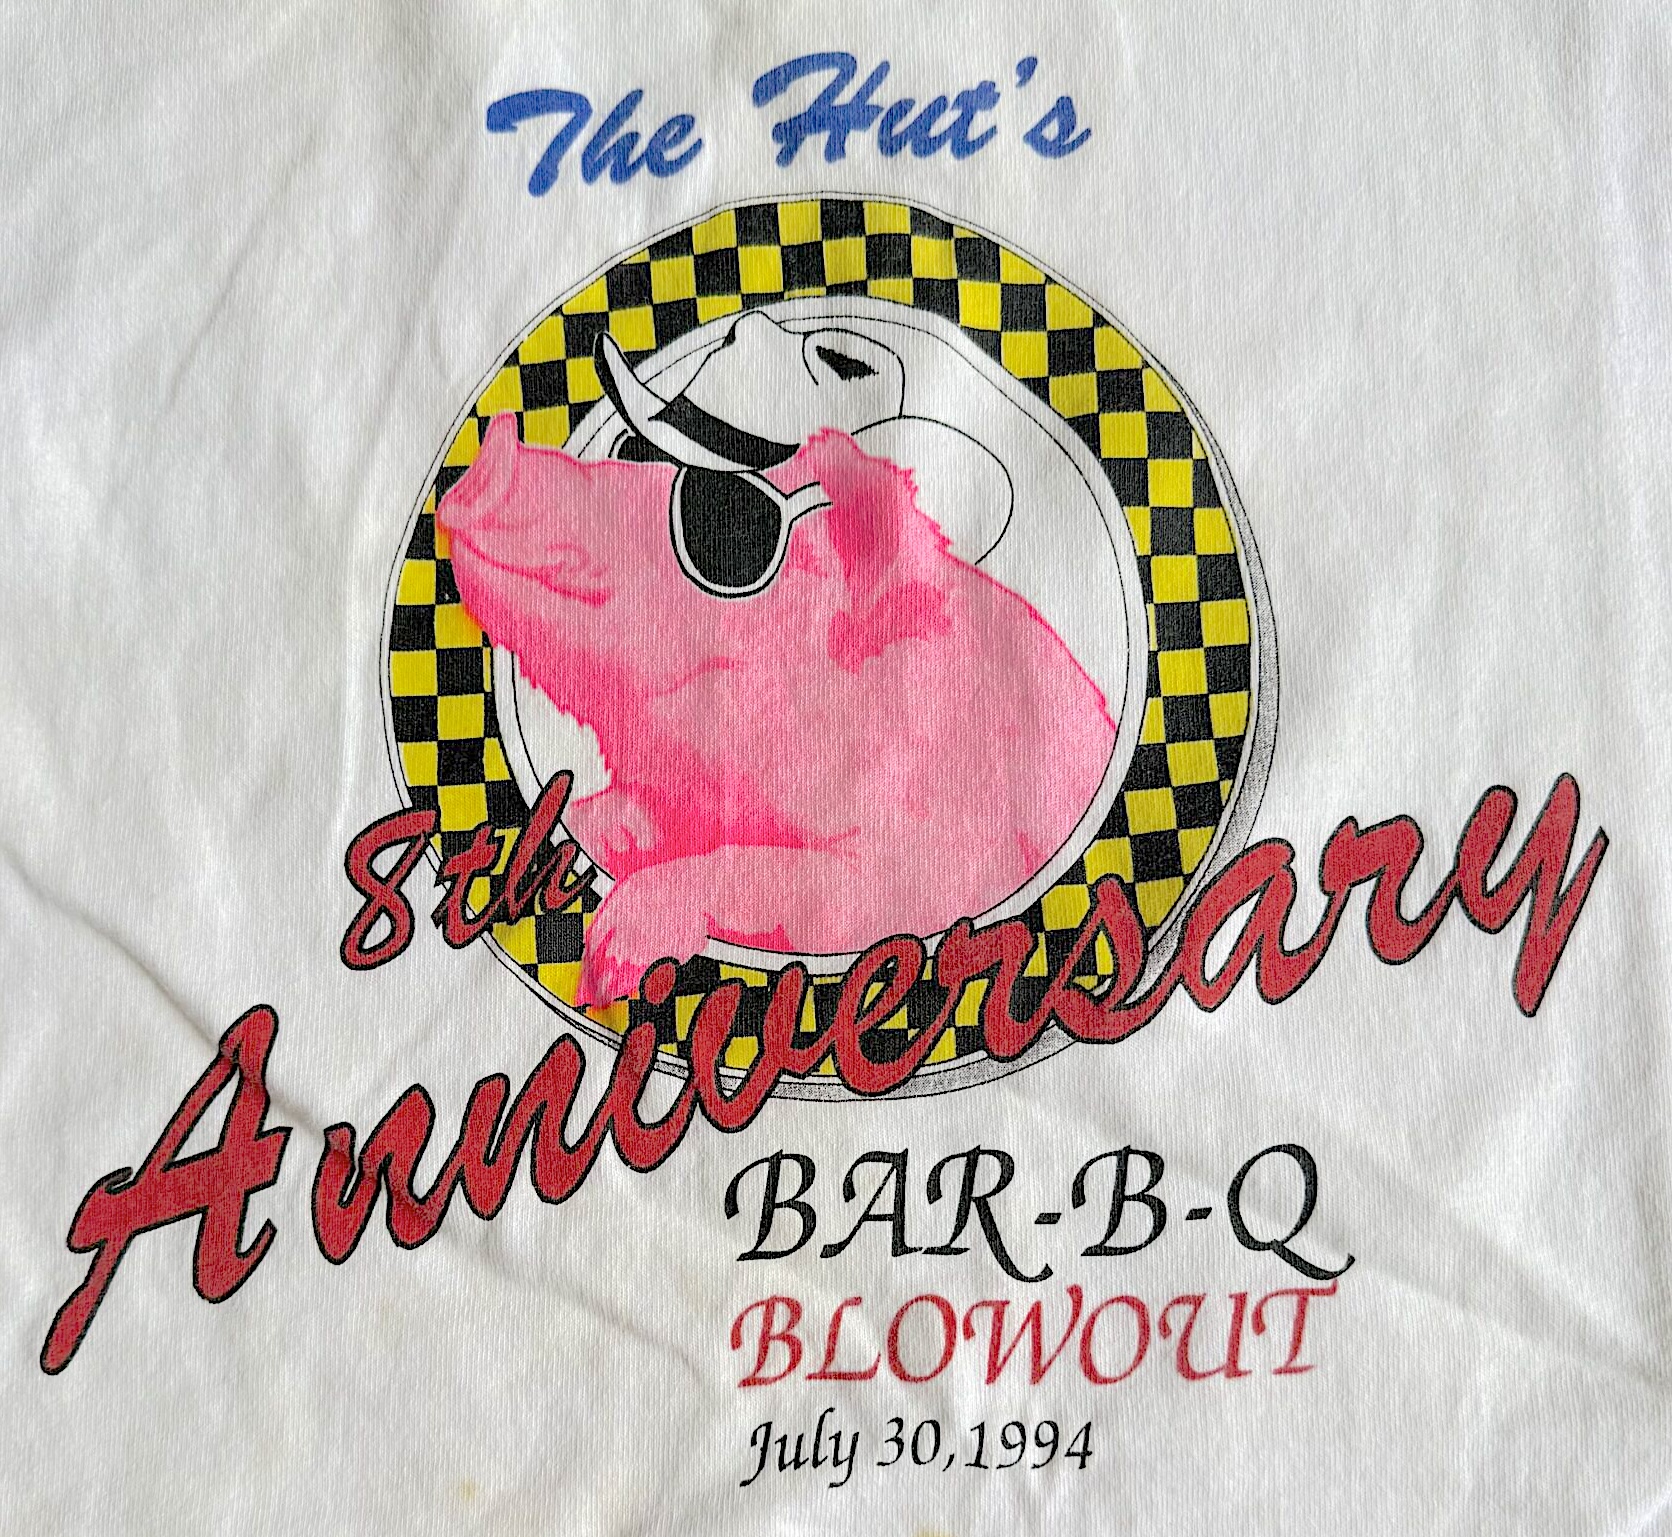 The Hut's
8th
Anniversary
BAR-B-Q
BLOWOUT
July 30,1994